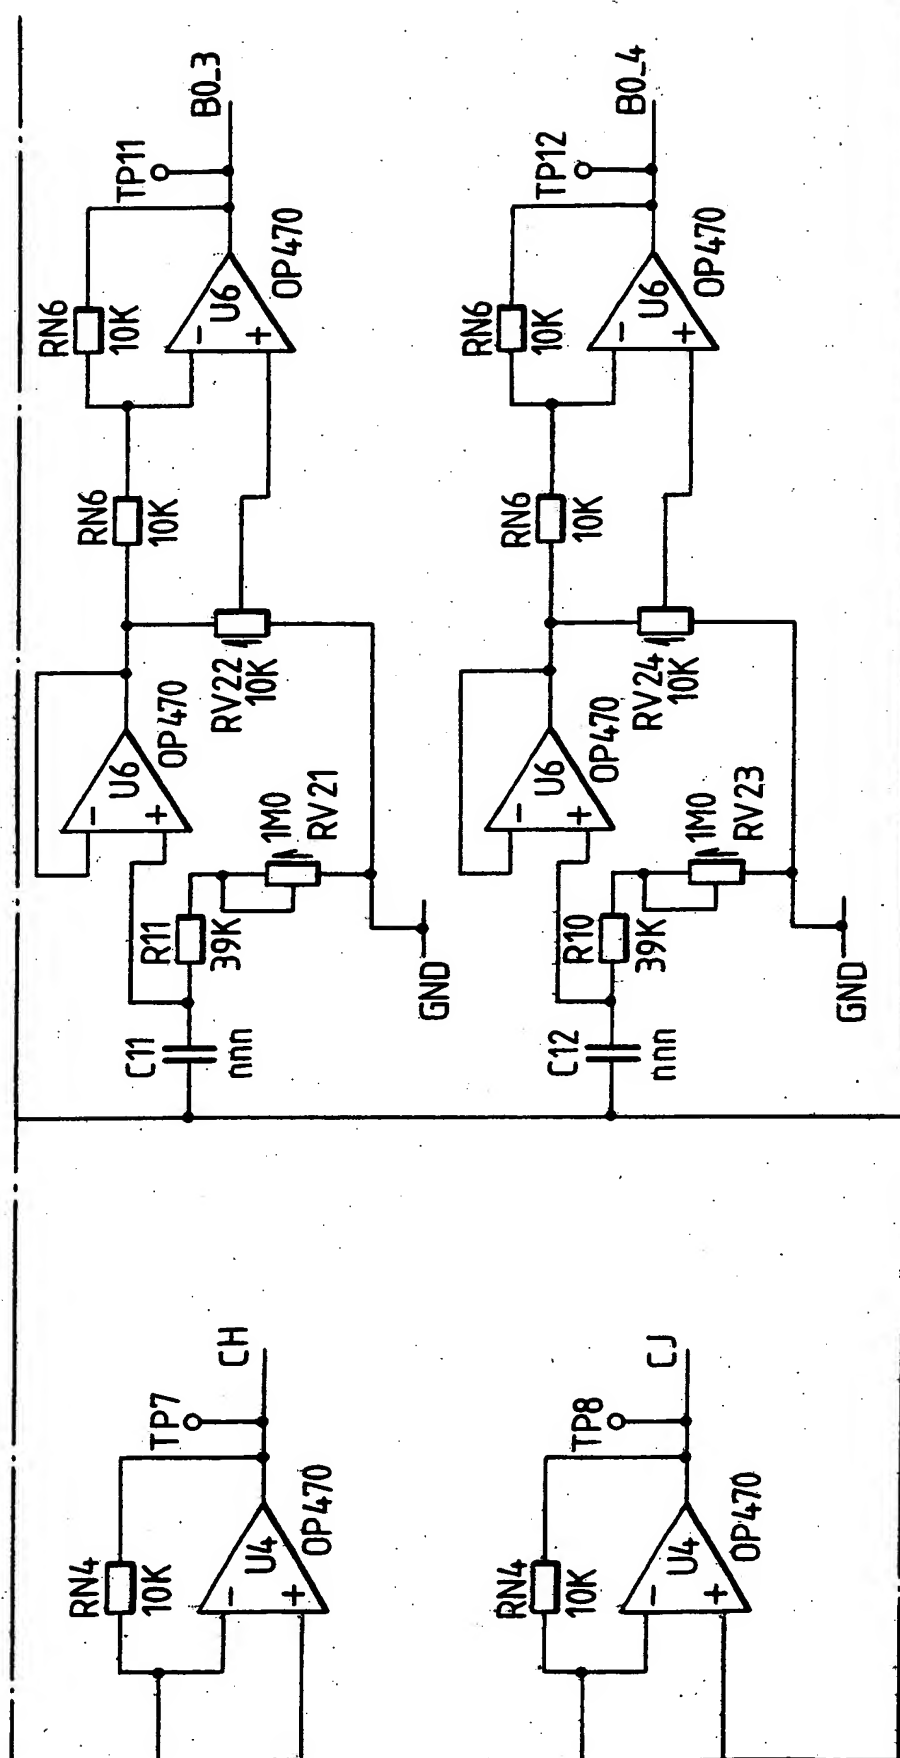 B0_3
TP11
RN6
10K
U6
-
+
OP470
RN6
10K
RV22
10K
U6
-
+
OP470
1M0
RV21
R11
39K
C11
nnn
GND
B0_4
TP12
RN6
10K
U6
-
+
OP470
RN6
10K
RV24
10K
U6
-
+
OP470
1M0
RV23
R10
39K
C12
nnn
GND
CH
TP7
RN4
10K
U4
-
+
OP470
CJ
TP8
RN4
10K
U4
-
+
OP470